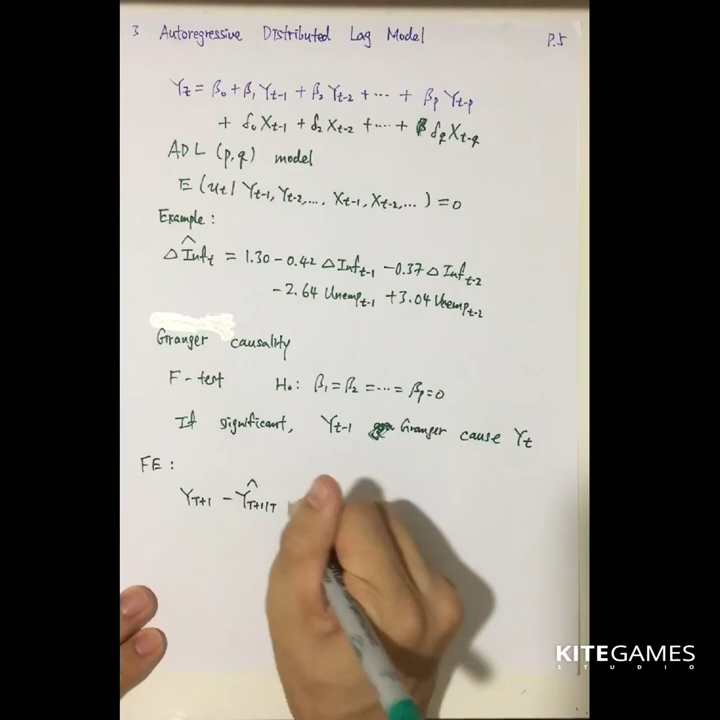 3 Autoregressive Distributed Lag Model P.5
Yt = β0 + β1 Yt-1 + β2 Yt-2 + ... + βp Yt-p
+ δ0 Xt-1 + δ2 Xt-2 + ... + δq Xt-q
ADL (p,q) model
E (ut | Yt-1, Yt-2, ..., Xt-1, Xt-2, ...) = 0
Example:
Δ Înft = 1.30 - 0.42 Δ Inft-1 - 0.37 Δ Inft-2
- 2.64 Unempt-1 + 3.04 Unempt-2
Granger causality
F-test H0: β1 = β2 = ... = βp = 0
If significant, Yt-1 Granger cause Yt
FE:
YT+1 - ŶT+1|T
KITEGAMES
STUDIO